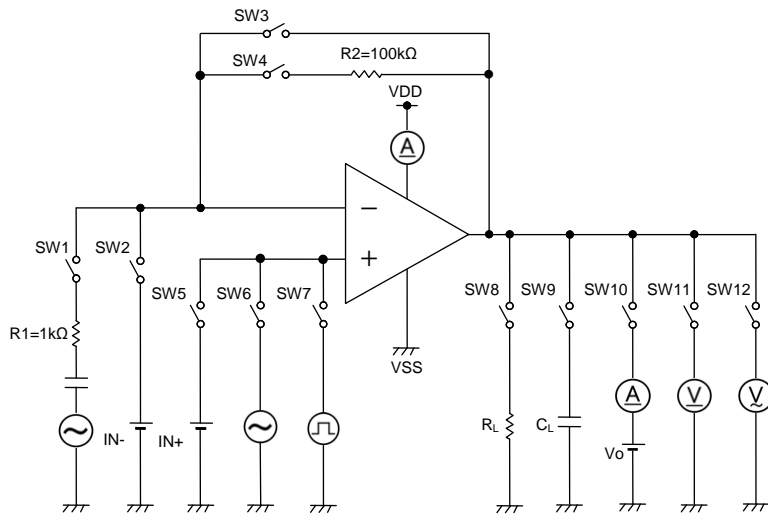 SW3
SW4
R2=100kΩ
VDD
A
−
+
SW1
SW2
SW5
SW6
SW7
SW8
SW9
SW10
SW11
SW12
R1=1kΩ
VSS
A
V
V
IN-
IN+
RL
CL
Vo